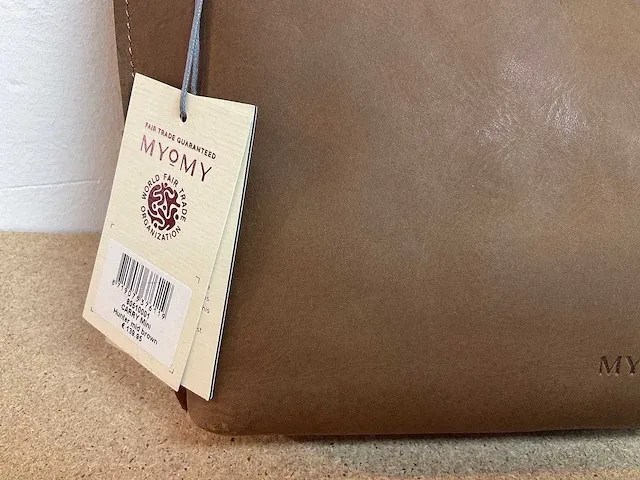 FAIR TRADE GUARANTEED
MYOMY
WORLD FAIR TRADE
ORGANIZATION
CARRY Mini
Hunter mid brown
MY